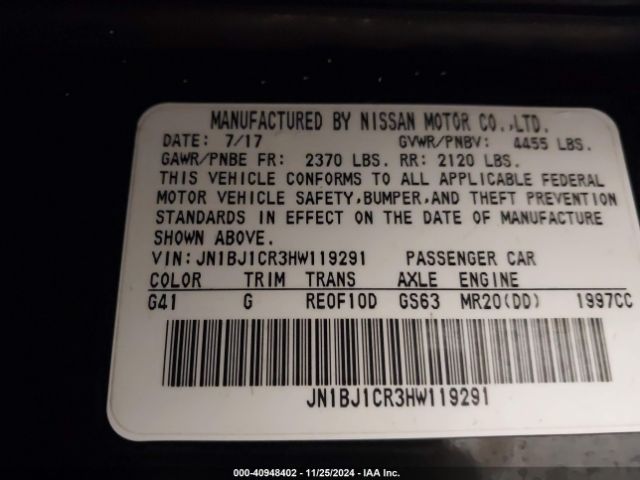 MANUFACTURED BY NISSAN MOTOR CO.,LTD.
DATE: 7/17 GVWR/PNBV: 4455 LBS.
GAWR/PNBE FR: 2370 LBS. RR: 2120 LBS.
THIS VEHICLE CONFORMS TO ALL APPLICABLE FEDERAL
MOTOR VEHICLE SAFETY,BUMPER,AND THEFT PREVENTION
STANDARDS IN EFFECT ON THE DATE OF MANUFACTURE
SHOWN ABOVE.
VIN: JN1BJ1CR3HW119291 PASSENGER CAR
COLOR TRIM TRANS AXLE ENGINE
G41 G RE0F10D GS63 MR20(DD) 1997CC
JN1BJ1CR3HW119291
000-40948402 - 11/25/2024 - IAA Inc.